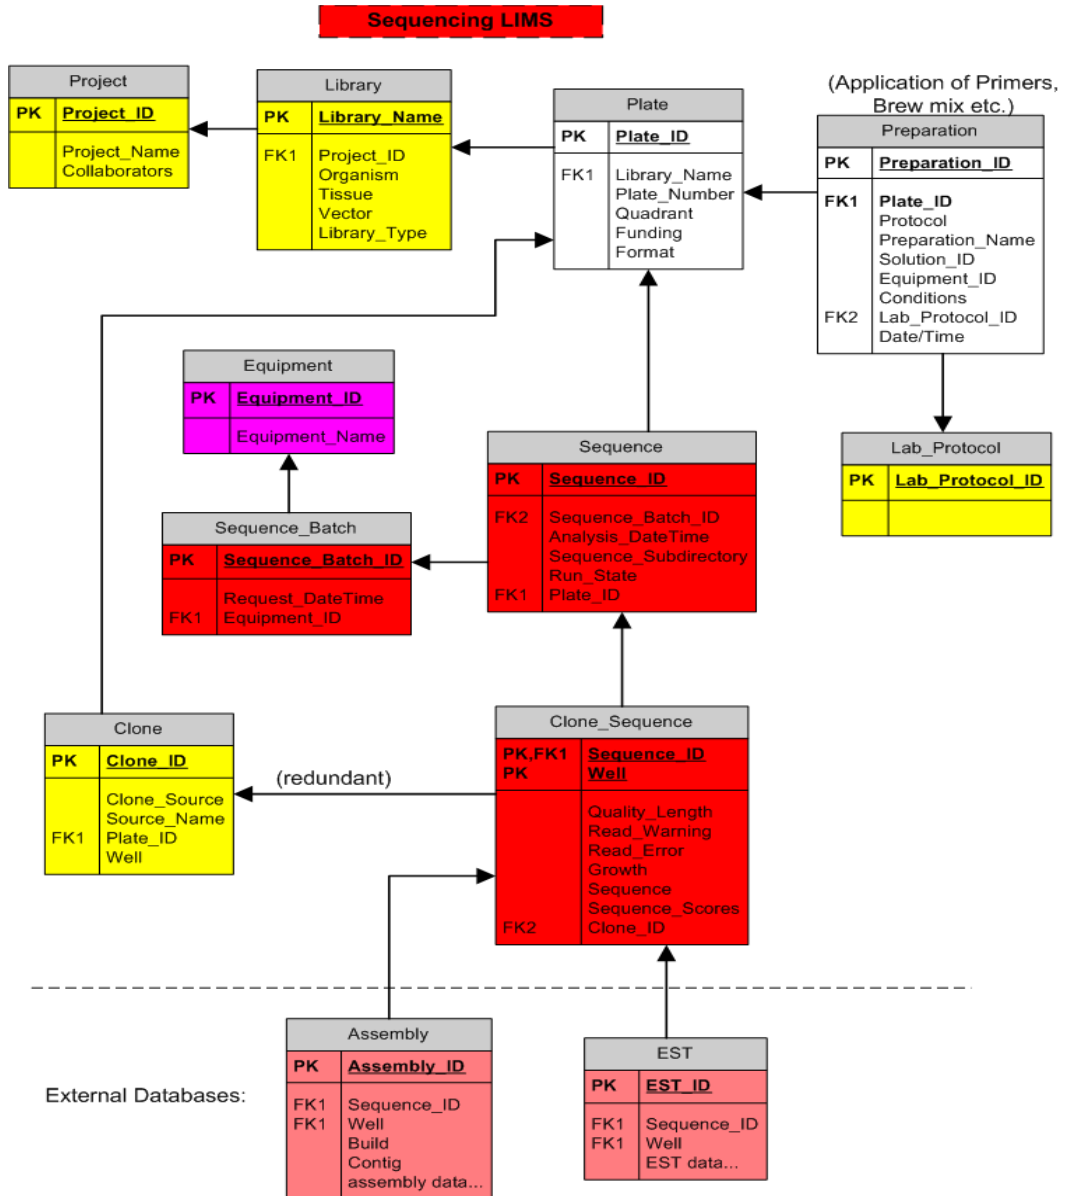 Sequencing LIMS
Project
PK Project_ID
Project_Name
Collaborators
Library
PK Library_Name
FK1 Project_ID
Organism
Tissue
Vector
Library_Type
Plate
PK Plate_ID
FK1 Library_Name
Plate_Number
Quadrant
Funding
Format
(Application of Primers,
Brew mix etc.)
Preparation
PK Preparation_ID
FK1 Plate_ID
Protocol
Preparation_Name
Solution_ID
Equipment_ID
Conditions
FK2 Lab_Protocol_ID
Date/Time
Equipment
PK Equipment_ID
Equipment_Name
Sequence
PK Sequence_ID
FK2 Sequence_Batch_ID
Analysis_DateTime
Sequence_Subdirectory
Run_State
FK1 Plate_ID
Lab_Protocol
PK Lab_Protocol_ID
Sequence_Batch
PK Sequence_Batch_ID
Request_DateTime
FK1 Equipment_ID
Clone
PK Clone_ID
Clone_Source
Source_Name
FK1 Plate_ID
Well
(redundant)
Clone_Sequence
PK,FK1 Sequence_ID
PK Well
Quality_Length
Read_Warning
Read_Error
Growth
Sequence
Sequence_Scores
FK2 Clone_ID
External Databases:
Assembly
PK Assembly_ID
FK1 Sequence_ID
FK1 Well
Build
Contig
assembly data...
EST
PK EST_ID
FK1 Sequence_ID
FK1 Well
EST data...